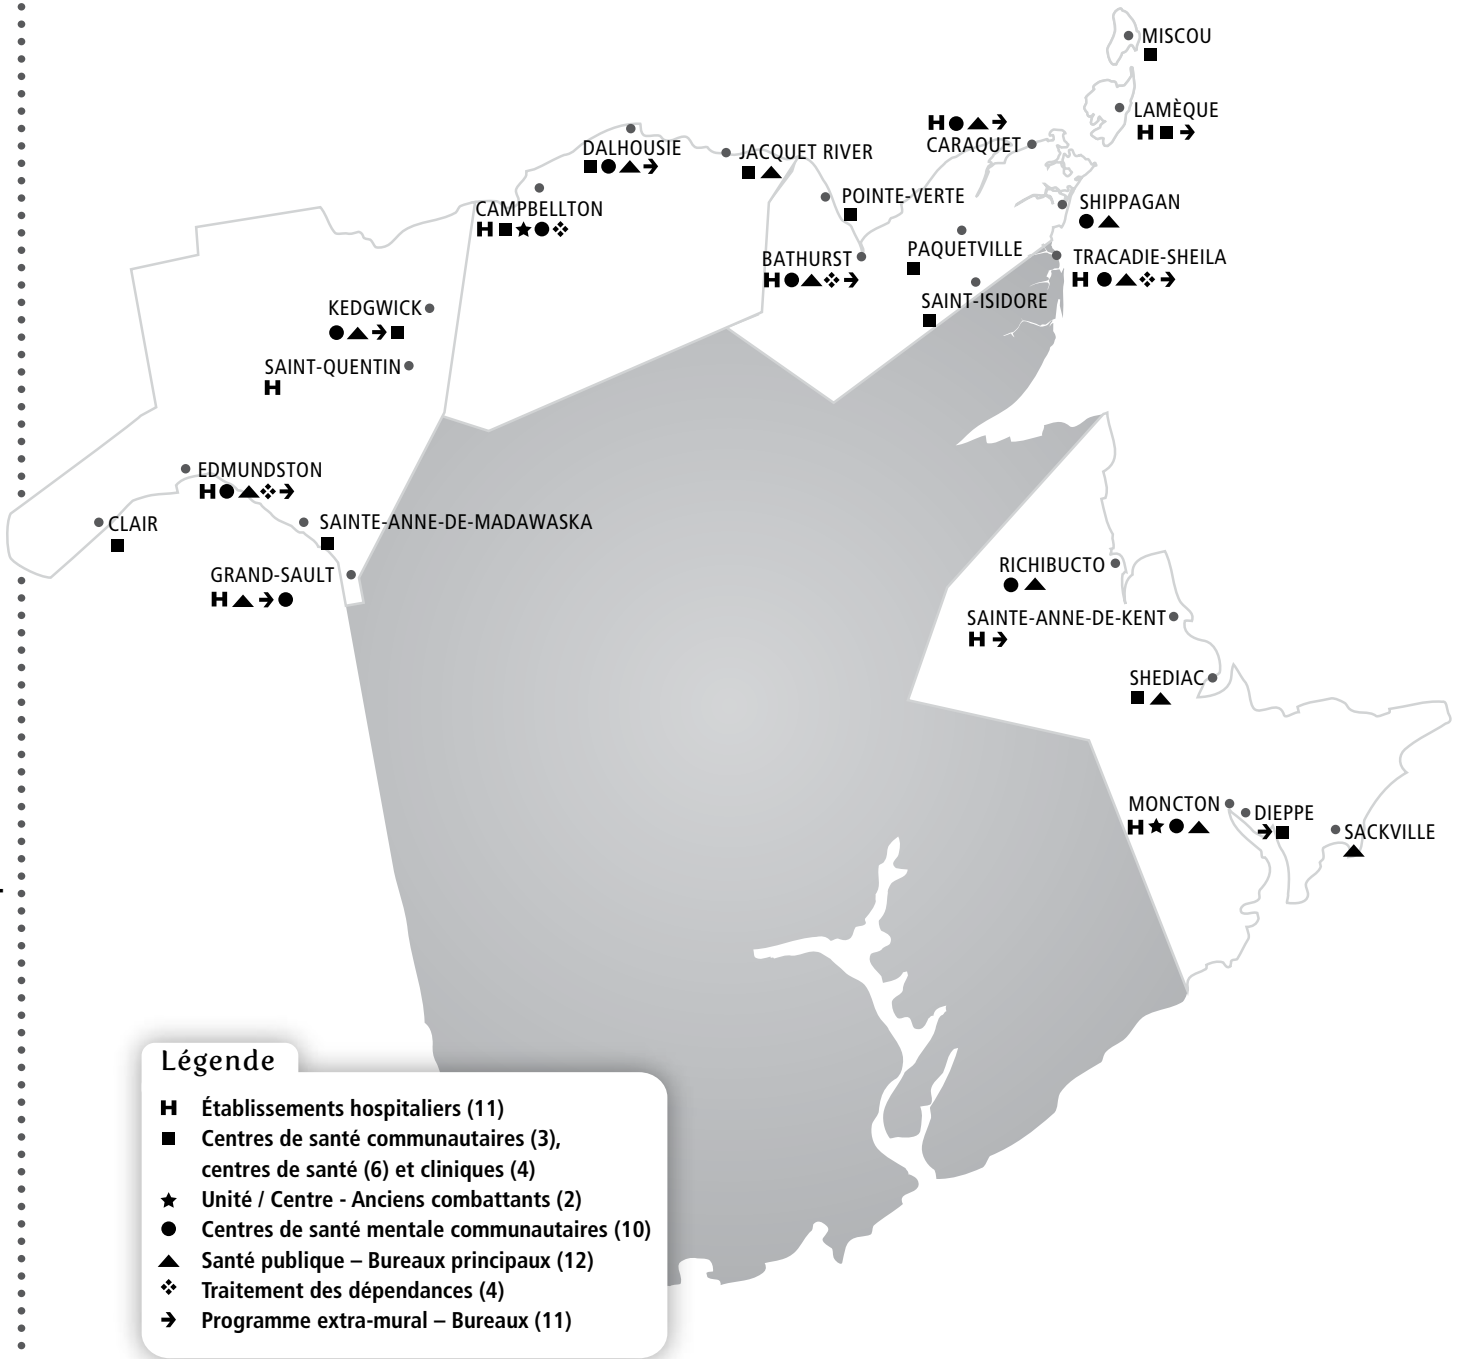 MISCOU
LAMÈQUE
H
H
CARAQUET
DALHOUSIE
JACQUET RIVER
POINTE-VERTE
SHIPPAGAN
CAMPBELLTON
H
PAQUETVILLE
BATHURST
H
TRACADIE-SHEILA
H
SAINT-ISIDORE
KEDGWICK
SAINT-QUENTIN
H
EDMUNDSTON
H
CLAIR
SAINTE-ANNE-DE-MADAWASKA
GRAND-SAULT
H
RICHIBUCTO
SAINTE-ANNE-DE-KENT
H
SHEDIAC
MONCTON
H
DIEPPE
SACKVILLE
Légende
H Établissements hospitaliers (11)
Centres de santé communautaires (3),
centres de santé (6) et cliniques (4)
Unité / Centre - Anciens combattants (2)
Centres de santé mentale communautaires (10)
Santé publique – Bureaux principaux (12)
Traitement des dépendances (4)
Programme extra-mural – Bureaux (11)